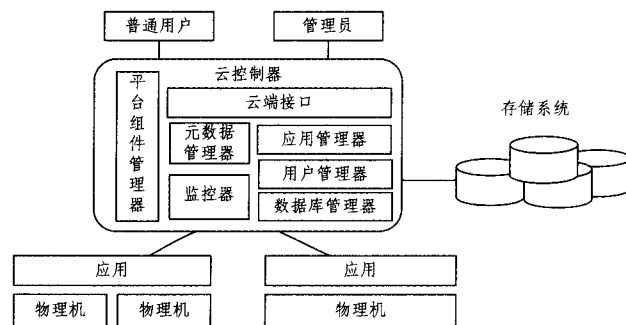 普通用户
管理员
云控制器
平台组件管理器
云端接口
元数据
管理器
应用管理器
用户管理器
监控器
数据库管理器
存储系统
应用
应用
物理机
物理机
物理机